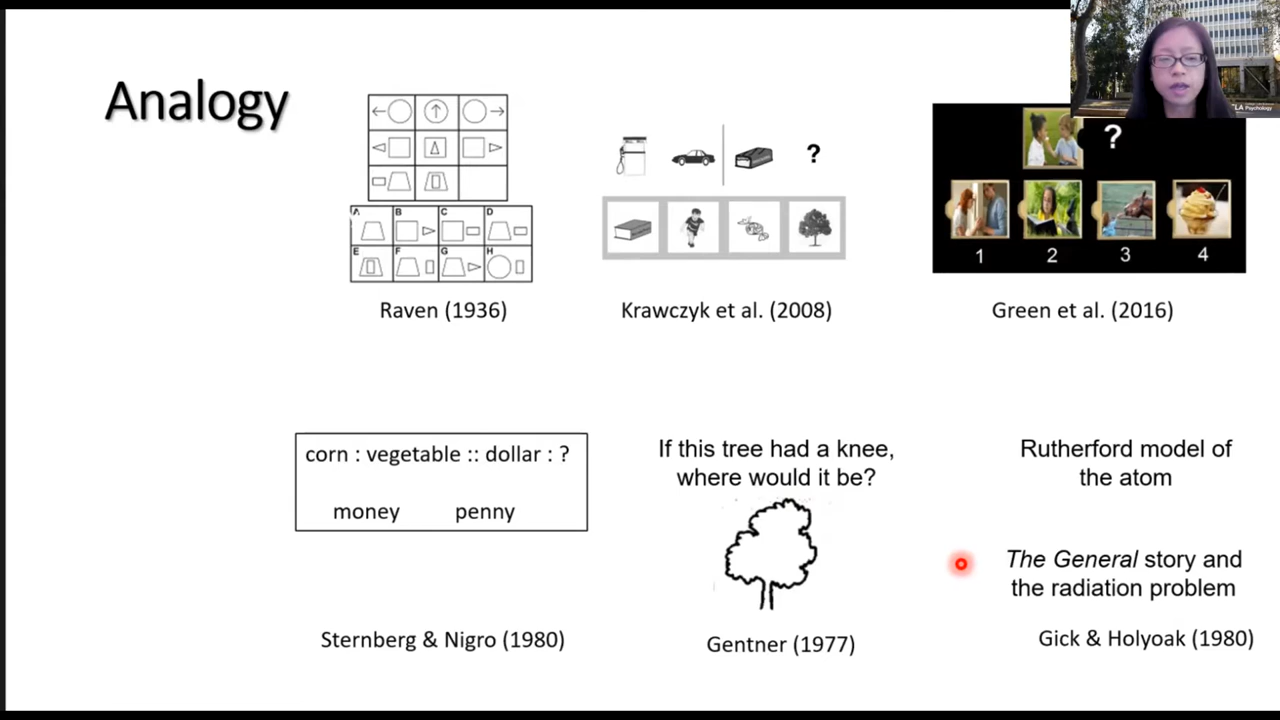 Analogy
A
B
C
D
E
F
G
H
Raven (1936)
?
Krawczyk et al. (2008)
?
1
2
3
4
Green et al. (2016)
LA Psychology
corn : vegetable :: dollar : ?
money penny
Sternberg & Nigro (1980)
If this tree had a knee,
where would it be?
Gentner (1977)
Rutherford model of
the atom
The General story and
the radiation problem
Gick & Holyoak (1980)